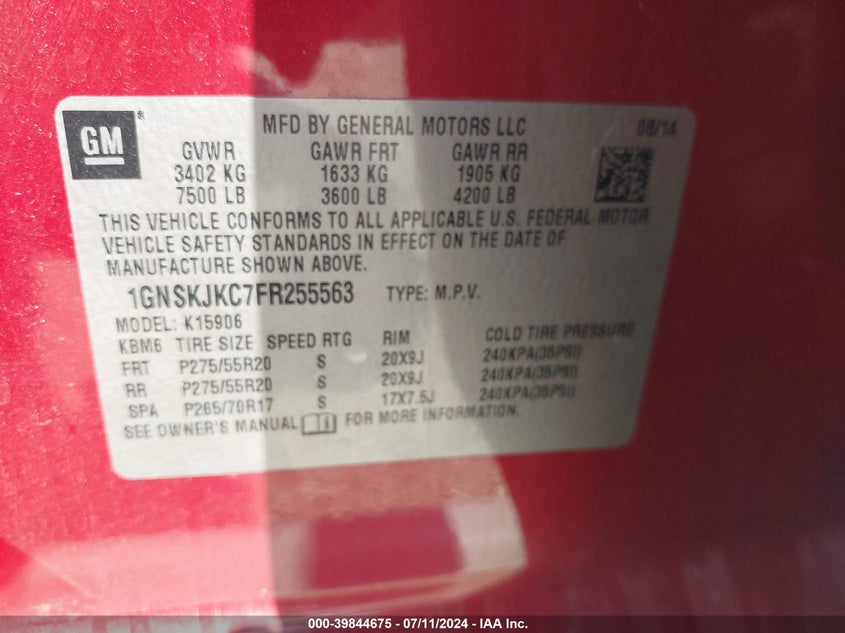 GM ®
MFD BY GENERAL MOTORS LLC 08/14
GVWR GAWR FRT GAWR RR
3402 KG 1633 KG 1905 KG
7500 LB 3600 LB 4200 LB
THIS VEHICLE CONFORMS TO ALL APPLICABLE U.S. FEDERAL MOTOR
VEHICLE SAFETY STANDARDS IN EFFECT ON THE DATE OF
MANUFACTURE SHOWN ABOVE.
1GNSKJKC7FR255563 TYPE: M.P.V.
MODEL: K15906
KBM6 TIRE SIZE SPEED RTG RIM COLD TIRE PRESSURE
FRT P275/55R20 S 20X9J 240KPA(35PSI)
RR P275/55R20 S 20X9J 240KPA(35PSI)
SPA P265/70R17 S 17X7.5J 240KPA(35PSI)
SEE OWNER'S MANUAL i FOR MORE INFORMATION.
000-39844675 - 07/11/2024 - IAA Inc.